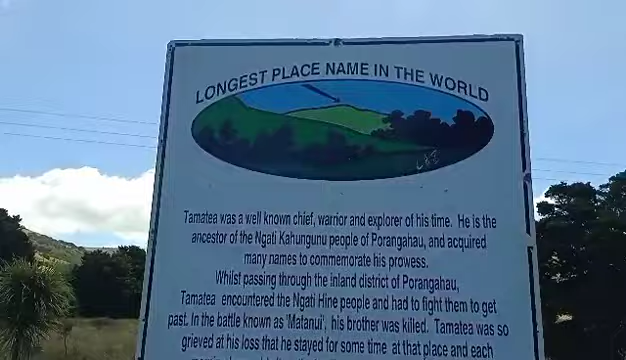 LONGEST PLACE NAME IN THE WORLD
Tamatea was a well known chief, warrior and explorer of his time. He is the
ancestor of the Ngati Kahungunu people of Porangahau, and acquired
many names to commemorate his prowess.
Whilst passing through the inland district of Porangahau,
Tamatea encountered the Ngati Hine people and had to fight them to get
past. In the battle known as 'Matanui', his brother was killed. Tamatea was so
grieved at his loss that he stayed for some time at that place and each